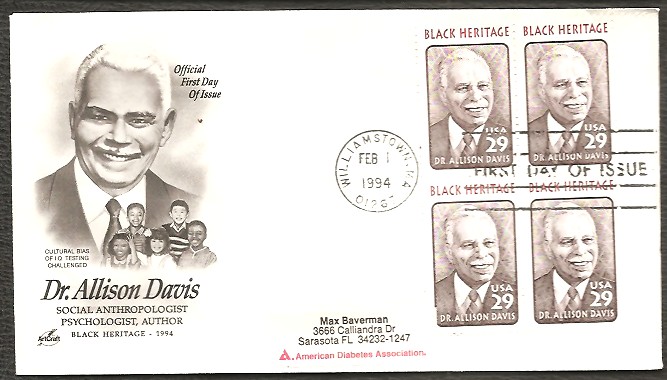 Official
First Day
Of Issue
CULTURAL BIAS
OF I Q TESTING
CHALLENGED
Dr. Allison Davis
SOCIAL ANTHROPOLOGIST
PSYCHOLOGIST, AUTHOR
BLACK HERITAGE - 1994
ArtCraft
WILLIAMSTOWN, MA
FEB 1
1994
01267
BLACK HERITAGE
USA
29
DR. ALLISON DAVIS
BLACK HERITAGE
USA
29
DR. ALLISON DAVIS
FIRST DAY OF ISSUE
BLACK HERITAGE
USA
29
DR. ALLISON DAVIS
BLACK HERITAGE
USA
29
DR. ALLISON DAVIS
Max Baverman
3666 Calliandra Dr
Sarasota FL 34232-1247
American Diabetes Association.